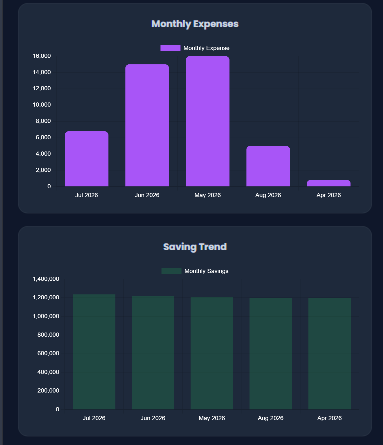 Monthly Expenses
Monthly Expense
16,000
14,000
12,000
10,000
8,000
6,000
4,000
2,000
0
Jul 2026 Jun 2026 May 2026 Aug 2026 Apr 2026
Saving Trend
Monthly Savings
1,400,000
1,200,000
1,000,000
800,000
600,000
400,000
200,000
0
Jul 2026 Jun 2026 May 2026 Aug 2026 Apr 2026